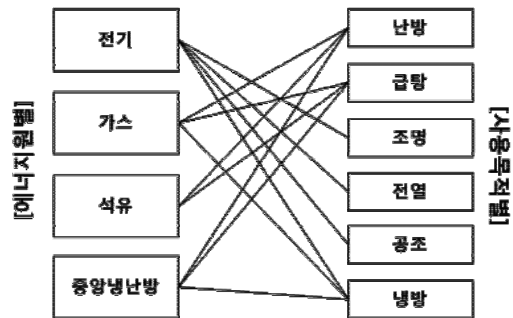 [에너지원별]
전기
가스
석유
중앙냉난방
난방
급탕
조명
전열
공조
냉방
[사용목적별]